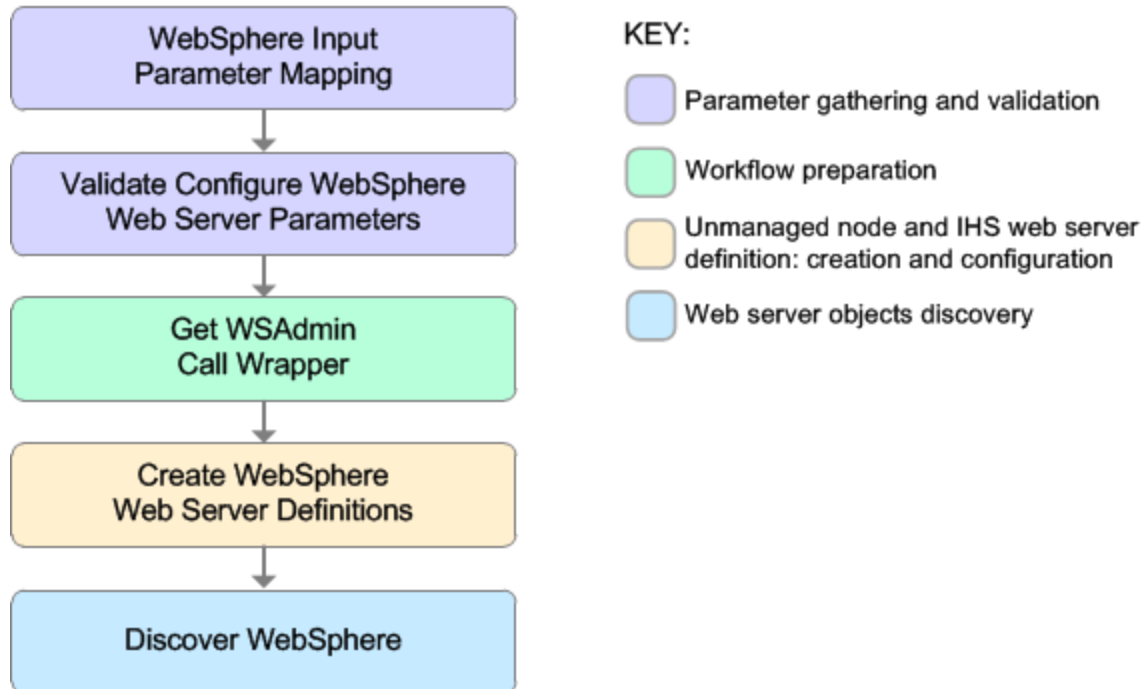 WebSphere Input
Parameter Mapping
Validate Configure WebSphere
Web Server Parameters
Get WSAdmin
Call Wrapper
Create WebSphere
Web Server Definitions
Discover WebSphere
KEY:
Parameter gathering and validation
Workflow preparation
Unmanaged node and IHS web server
definition: creation and configuration
Web server objects discovery